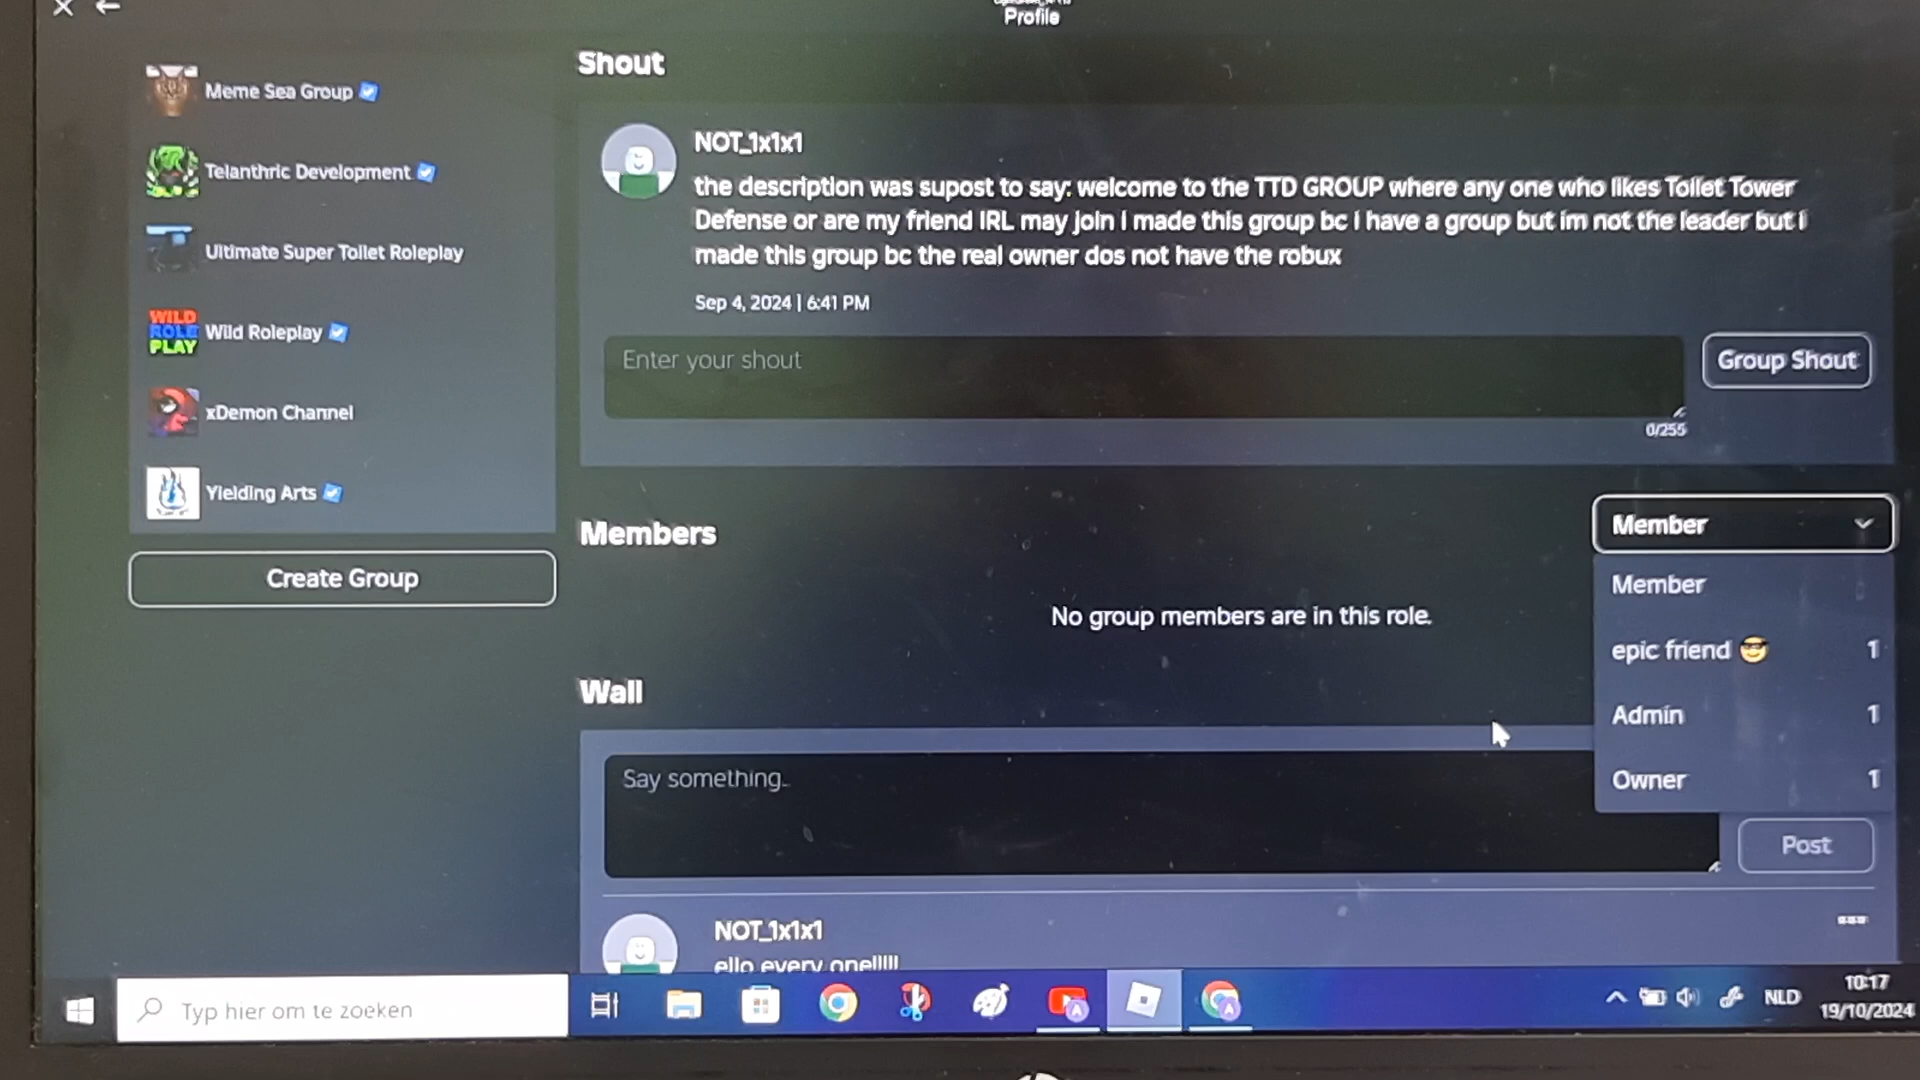 Profile
Meme Sea Group
Telanthric Development
Ultimate Super Toilet Roleplay
WILD
ROLE
PLAY
Wild Roleplay
xDemon Channel
Yielding Arts
Create Group
Shout
NOT_1x1x1
the description was supost to say: welcome to the TTD GROUP where any one who likes Toilet Tower
Defense or are my friend IRL may join I made this group bc I have a group but im not the leader but i
made this group bc the real owner dos not have the robux
Sep 4, 2024 | 6:41 PM
Enter your shout
Group Shout
0/255
Members
Member
Member
epic friend 😎 1
Admin 1
Owner 1
No group members are in this role.
Wall
Say something..
Post
NOT_1x1x1
ello every one!!!!!
Typ hier om te zoeken
NLD
10:17
19/10/2024